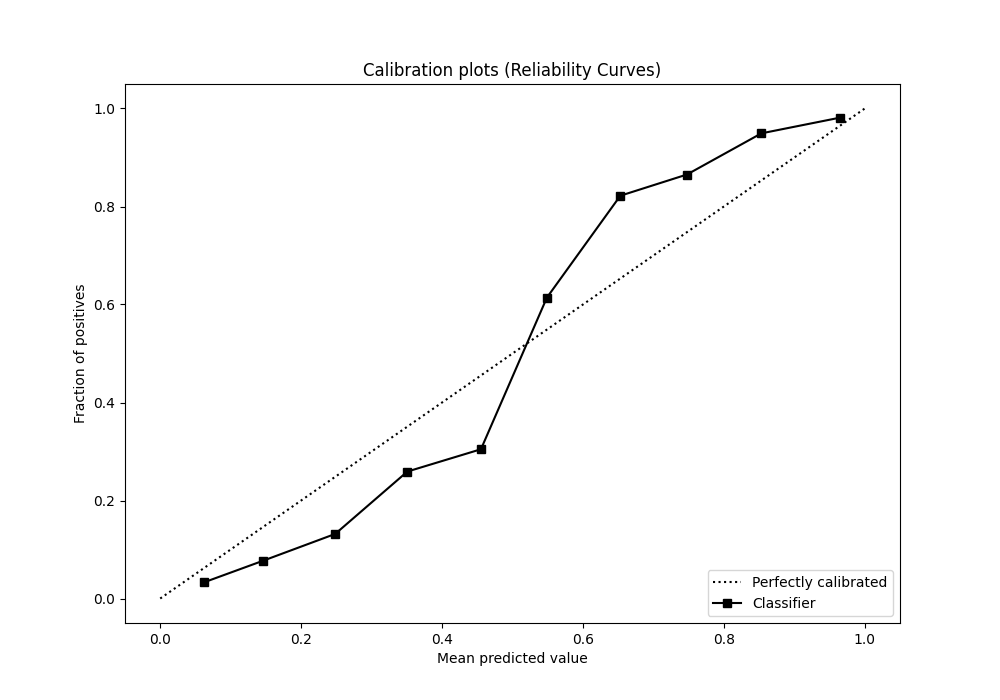 Calibration plots (Reliability Curves)
1.0
0.8
0.6
0.4
0.2
0.0
Fraction of positives
0.0 0.2 0.4 0.6 0.8 1.0
Mean predicted value
Perfectly calibrated
Classifier